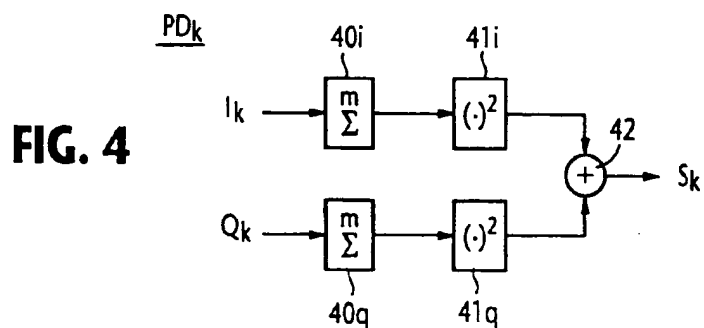 PDk
40i
41i
Ik
m
Σ
(·)²
FIG. 4
42
+
Sk
Qk
m
Σ
(·)²
40q
41q